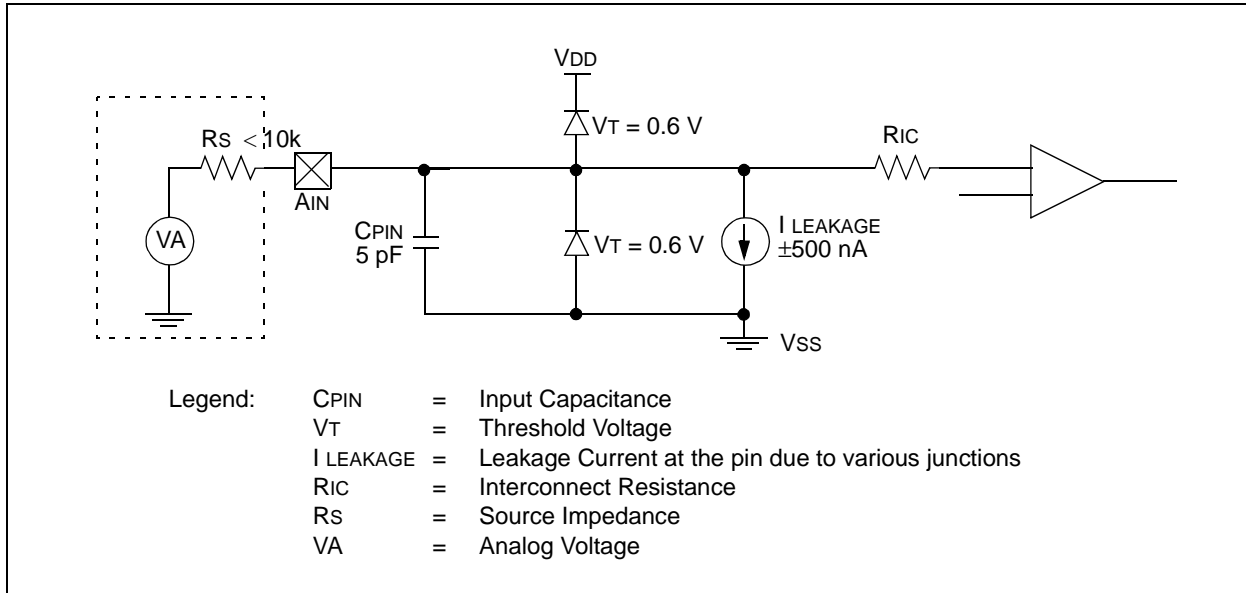 VDD
VT = 0.6 V
RS < 10k
RIC
AIN
VA
CPIN
5 pF
VT = 0.6 V
I LEAKAGE
±500 nA
VSS
Legend: CPIN = Input Capacitance
VT = Threshold Voltage
I LEAKAGE = Leakage Current at the pin due to various junctions
RIC = Interconnect Resistance
RS = Source Impedance
VA = Analog Voltage